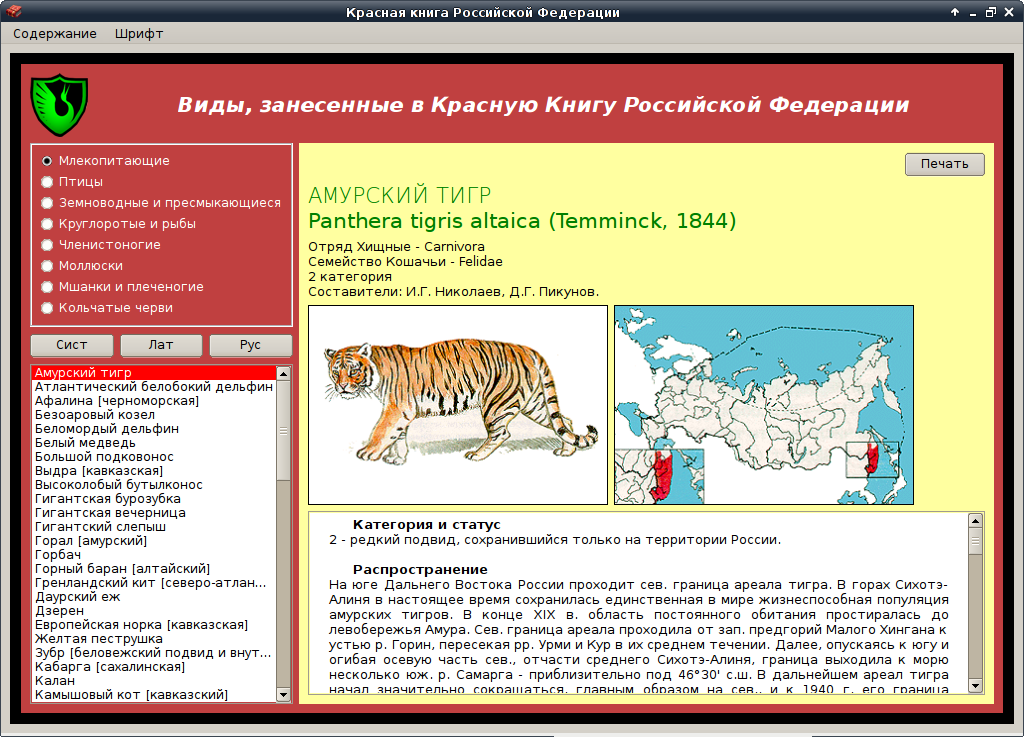 Красная книга Российской Федерации
Содержание Шрифт
Виды, занесенные в Красную Книгу Российской Федерации
Млекопитающие
Птицы
Земноводные и пресмыкающиеся
Круглоротые и рыбы
Членистоногие
Моллюски
Мшанки и плеченогие
Кольчатые черви
Сист Лат Рус
Амурский тигр
Атлантический белобокий дельфин
Афалина [черноморская]
Безоаровый козел
Беломордый дельфин
Белый медведь
Большой подковонос
Выдра [кавказская]
Высоколобый бутылконос
Гигантская бурозубка
Гигантская вечерница
Гигантский слепыш
Горал [амурский]
Горбач
Горный баран [алтайский]
Гренландский кит [северо-атлан...
Даурский еж
Дзерен
Европейская норка [кавказская]
Желтая пеструшка
Зубр [беловежский подвид и внут...
Кабарга [сахалинская]
Калан
Камышовый кот [кавказский]
Печать
АМУРСКИЙ ТИГР
Panthera tigris altaica (Temminck, 1844)
Отряд Хищные - Carnivora
Семейство Кошачьи - Felidae
2 категория
Составители: И.Г. Николаев, Д.Г. Пикунов.
Категория и статус
2 - редкий подвид, сохранившийся только на территории России.
Распространение
На юге Дальнего Востока России проходит сев. граница ареала тигра. В горах Сихотэ-
Алиня в настоящее время сохранилась единственная в мире жизнеспособная популяция
амурских тигров. В конце XIX в. область постоянного обитания простиралась до
левобережья Амура. Сев. граница ареала проходила от зап. предгорий Малого Хингана к
устью р. Горин, пересекая рр. Урми и Кур в их среднем течении. Далее, опускаясь к югу и
огибая осевую часть сев., отчасти среднего Сихотэ-Алиня, граница выходила к морю
несколько юж. р. Самарга - приблизительно под 46°30' с.ш. В дальнейшем ареал тигра
начал значительно сокращаться, главным образом на сев., и к 1940 г. его граница